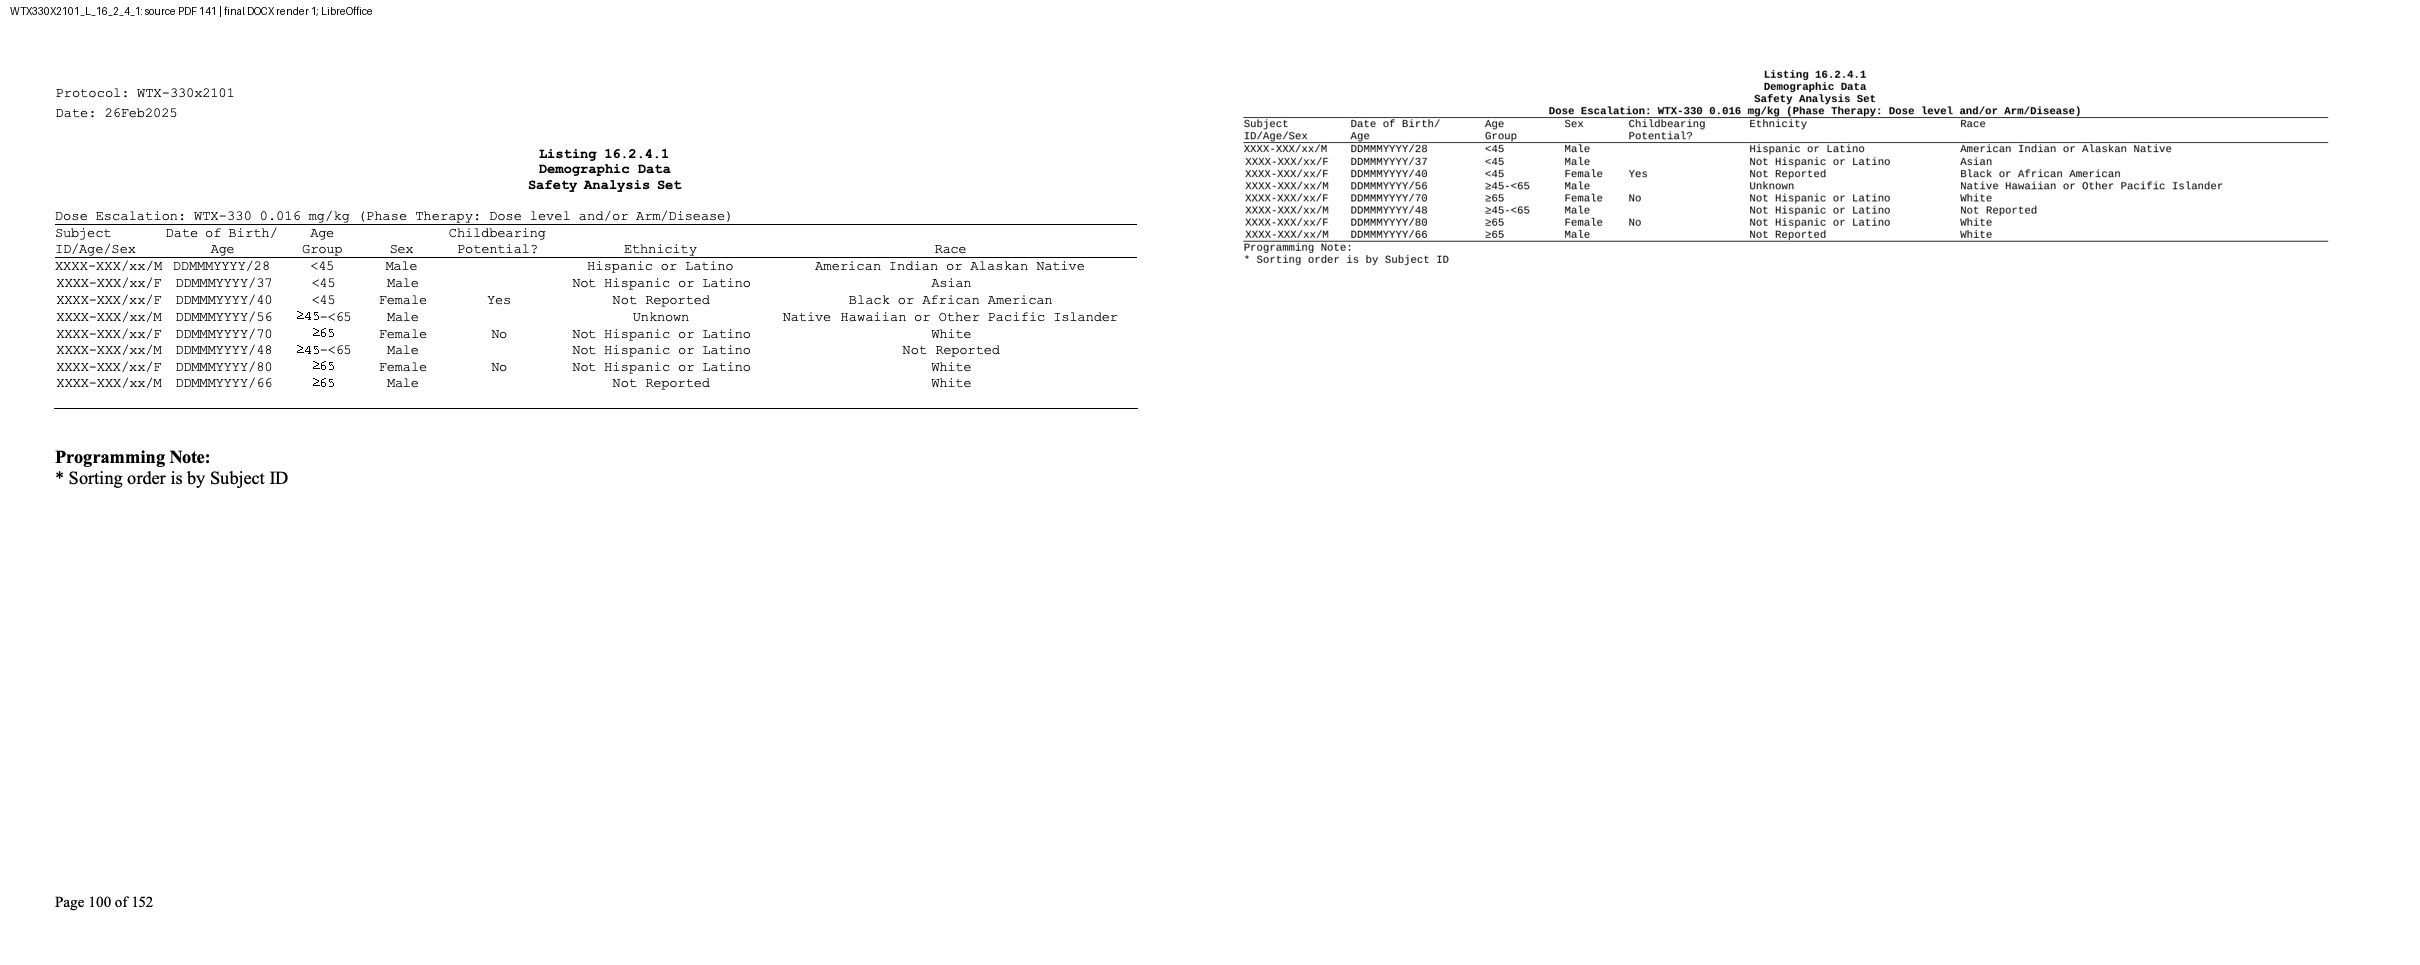 WTX330X2101_L_16_2_4_1: source PDF 141 | final DOCX render 1; LibreOffice
Protocol: WTX-330x2101
Date: 26Feb2025
Listing 16.2.4.1
Demographic Data
Safety Analysis Set
Dose Escalation: WTX-330 0.016 mg/kg (Phase Therapy: Dose level and/or Arm/Disease)
Subject Date of Birth/ Age Childbearing
ID/Age/Sex Age Group Sex Potential? Ethnicity Race
XXXX-XXX/xx/M DDMMMYYYY/28 <45 Male Hispanic or Latino American Indian or Alaskan Native
XXXX-XXX/xx/F DDMMMYYYY/37 <45 Male Not Hispanic or Latino Asian
XXXX-XXX/xx/F DDMMMYYYY/40 <45 Female Yes Not Reported Black or African American
XXXX-XXX/xx/M DDMMMYYYY/56 ≥45-<65 Male Unknown Native Hawaiian or Other Pacific Islander
XXXX-XXX/xx/F DDMMMYYYY/70 ≥65 Female No Not Hispanic or Latino White
XXXX-XXX/xx/M DDMMMYYYY/48 ≥45-<65 Male Not Hispanic or Latino Not Reported
XXXX-XXX/xx/F DDMMMYYYY/80 ≥65 Female No Not Hispanic or Latino White
XXXX-XXX/xx/M DDMMMYYYY/66 ≥65 Male Not Reported White
Programming Note:
* Sorting order is by Subject ID
Page 100 of 152
Listing 16.2.4.1
Demographic Data
Safety Analysis Set
Dose Escalation: WTX-330 0.016 mg/kg (Phase Therapy: Dose level and/or Arm/Disease)
Subject Date of Birth/ Age Sex Childbearing Ethnicity Race
ID/Age/Sex Age Group Potential?
XXXX-XXX/xx/M DDMMMYYYY/28 <45 Male Hispanic or Latino American Indian or Alaskan Native
XXXX-XXX/xx/F DDMMMYYYY/37 <45 Male Not Hispanic or Latino Asian
XXXX-XXX/xx/F DDMMMYYYY/40 <45 Female Yes Not Reported Black or African American
XXXX-XXX/xx/M DDMMMYYYY/56 ≥45-<65 Male Unknown Native Hawaiian or Other Pacific Islander
XXXX-XXX/xx/F DDMMMYYYY/70 ≥65 Female No Not Hispanic or Latino White
XXXX-XXX/xx/M DDMMMYYYY/48 ≥45-<65 Male Not Hispanic or Latino Not Reported
XXXX-XXX/xx/F DDMMMYYYY/80 ≥65 Female No Not Hispanic or Latino White
XXXX-XXX/xx/M DDMMMYYYY/66 ≥65 Male Not Reported White
Programming Note:
* Sorting order is by Subject ID